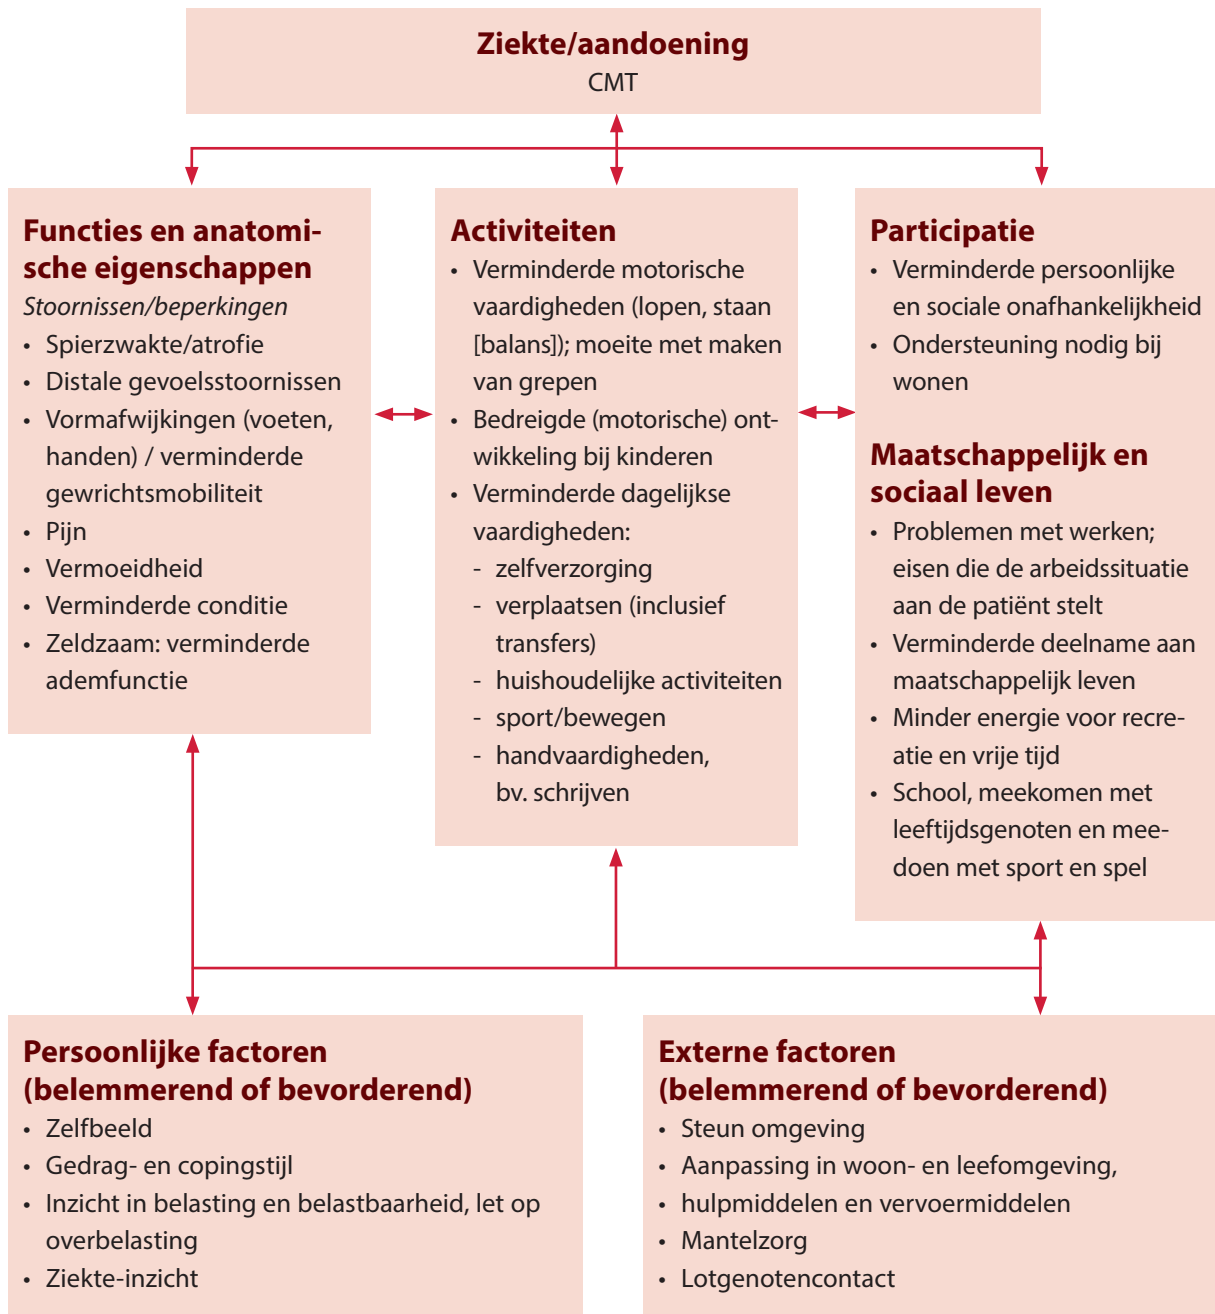 Ziekte/aandoening
CMT
Functies en anatomi-
sche eigenschappen
Stoornissen/beperkingen
• Spierzwakte/atrofie
• Distale gevoelsstoornissen
• Vormafwijkingen (voeten,
handen) / verminderde
gewrichtsmobiliteit
• Pijn
• Vermoeidheid
• Verminderde conditie
• Zeldzaam: verminderde
ademfunctie
Activiteiten
• Verminderde motorische
vaardigheden (lopen, staan
[balans]); moeite met maken
van grepen
• Bedreigde (motorische) ont-
wikkeling bij kinderen
• Verminderde dagelijkse
vaardigheden:
- zelfverzorging
- verplaatsen (inclusief
transfers)
- huishoudelijke activiteiten
- sport/bewegen
- handvaardigheden,
bv. schrijven
Participatie
• Verminderde persoonlijke
en sociale onafhankelijkheid
• Ondersteuning nodig bij
wonen
Maatschappelijk en
sociaal leven
• Problemen met werken;
eisen die de arbeidssituatie
aan de patiënt stelt
• Verminderde deelname aan
maatschappelijk leven
• Minder energie voor recre-
atie en vrije tijd
• School, meekomen met
leeftijdsgenoten en mee-
doen met sport en spel
Persoonlijke factoren
(belemmerend of bevorderend)
• Zelfbeeld
• Gedrag- en copingstijl
• Inzicht in belasting en belastbaarheid, let op
overbelasting
• Ziekte-inzicht
Externe factoren
(belemmerend of bevorderend)
• Steun omgeving
• Aanpassing in woon- en leefomgeving,
• hulpmiddelen en vervoermiddelen
• Mantelzorg
• Lotgenotencontact